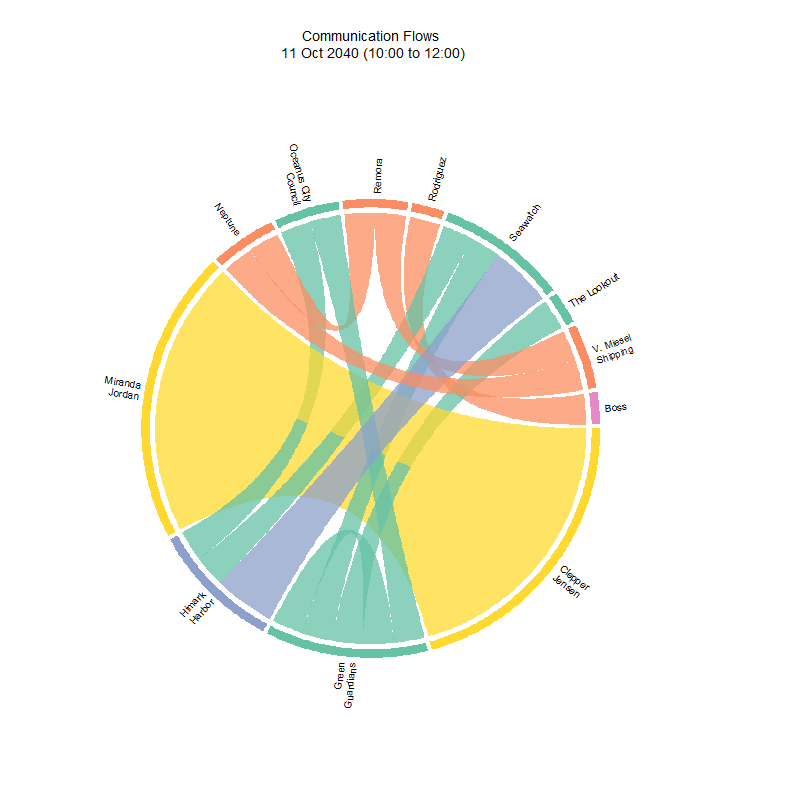 Communication Flows
11 Oct 2040 (10:00 to 12:00)
Oceanus City
Council
Remora
Rodriguez
Neptune
Seawatch
The Lookout
V. Miesel
Shipping
Miranda
Jordan
Boss
Clepper
Jensen
Himark
Harbor
Green
Guardians